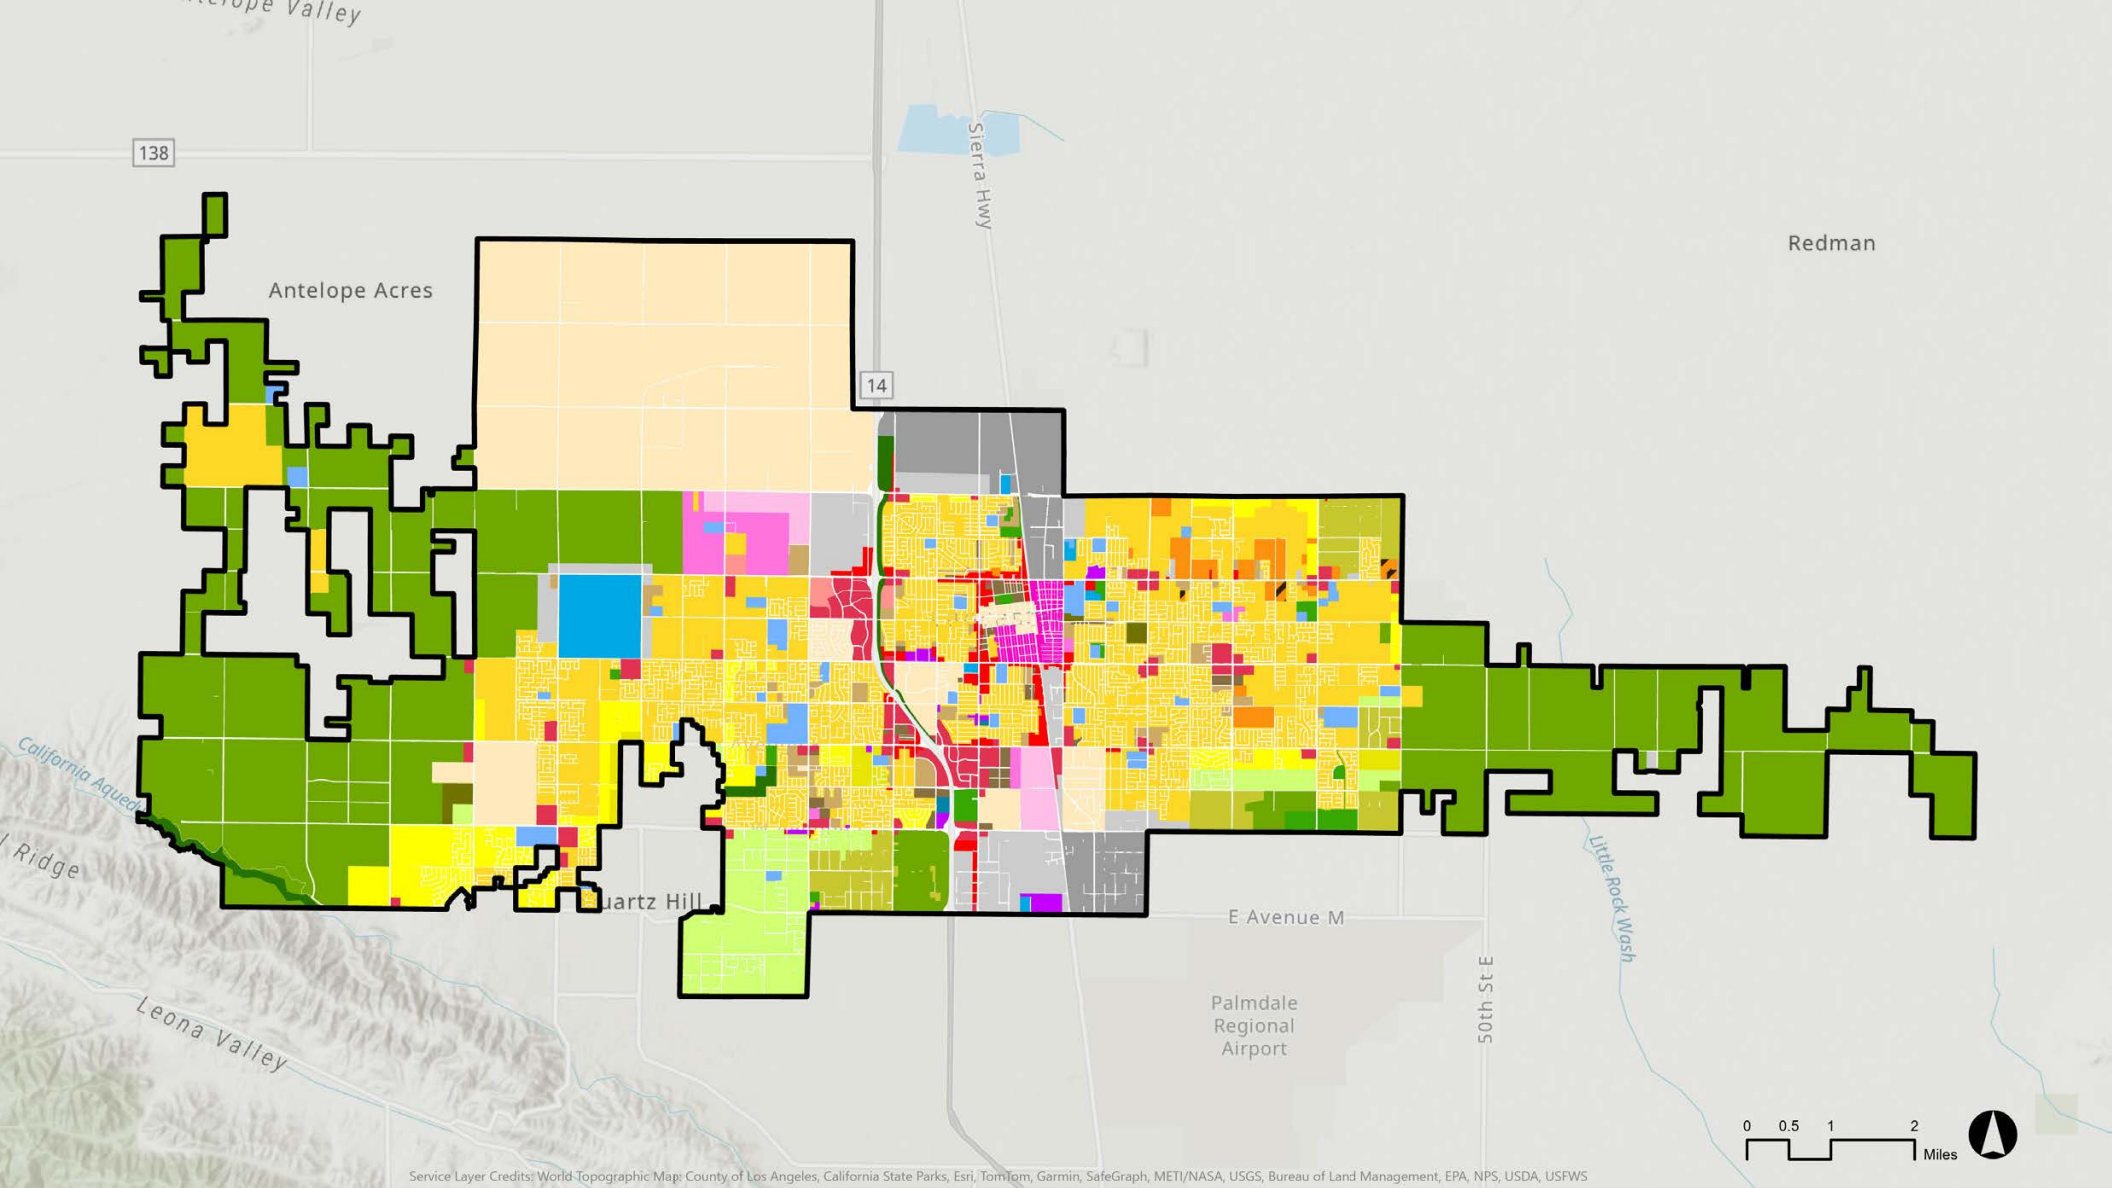 Valley
138
Sierra Hwy
Redman
Antelope Acres
14
California Aqued
Ridge
uartz Hill
E Avenue M
Little Rock Wash
50th St E
Palmdale
Regional
Airport
Leona Valley
0 0.5 1 2
Miles
Service Layer Credits: World Topographic Map: County of Los Angeles, California State Parks, Esri, TomTom, Garmin, SafeGraph, METI/NASA, USGS, Bureau of Land Management, EPA, NPS, USDA, USFWS